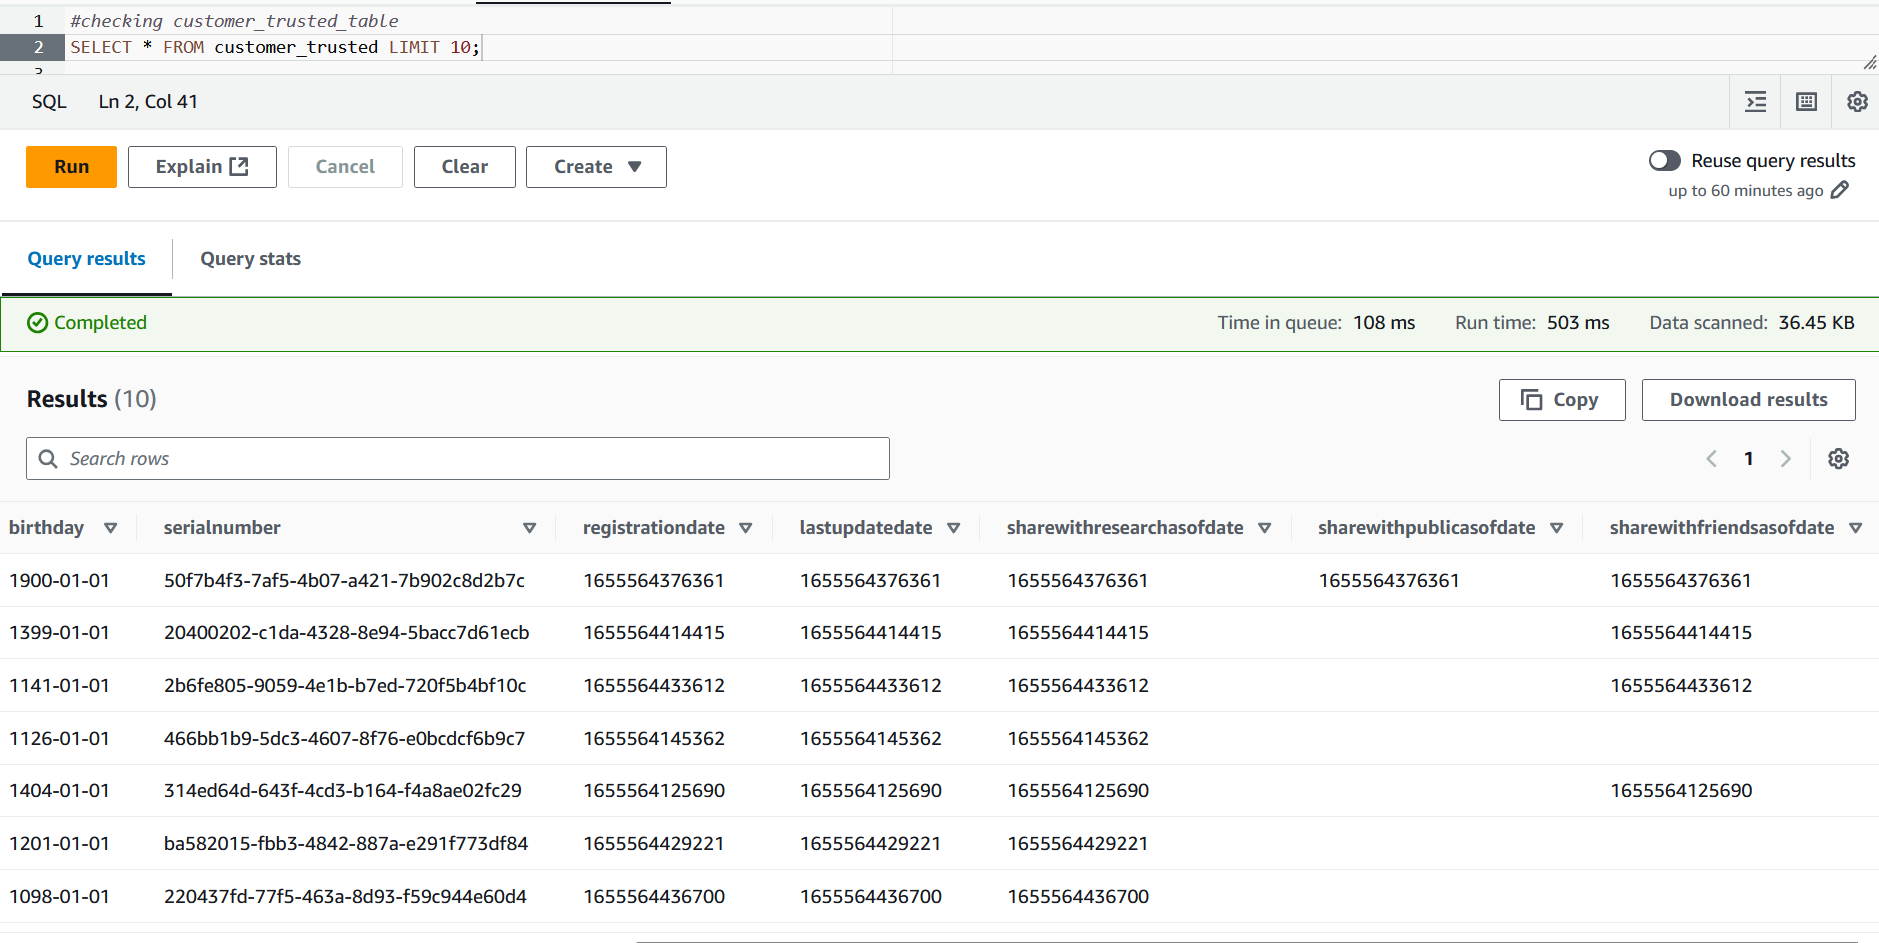 1 #checking customer_trusted_table
2 SELECT * FROM customer_trusted LIMIT 10;
3
SQL Ln 2, Col 41
Run Explain Cancel Clear Create
Reuse query results
up to 60 minutes ago
Query results Query stats
Completed Time in queue: 108 ms Run time: 503 ms Data scanned: 36.45 KB
Results (10) Copy Download results
Search rows 1
birthday serialnumber registrationdate lastupdatedate sharewithresearchasofdate sharewithpublicasofdate sharewithfriendsasofdate
1900-01-01 50f7b4f3-7af5-4b07-a421-7b902c8d2b7c 1655564376361 1655564376361 1655564376361 1655564376361 1655564376361
1399-01-01 20400202-c1da-4328-8e94-5bacc7d61ecb 1655564414415 1655564414415 1655564414415 1655564414415
1141-01-01 2b6fe805-9059-4e1b-b7ed-720f5b4bf10c 1655564433612 1655564433612 1655564433612 1655564433612
1126-01-01 466bb1b9-5dc3-4607-8f76-e0bcdcf6b9c7 1655564145362 1655564145362 1655564145362
1404-01-01 314ed64d-643f-4cd3-b164-f4a8ae02fc29 1655564125690 1655564125690 1655564125690 1655564125690
1201-01-01 ba582015-fbb3-4842-887a-e291f773df84 1655564429221 1655564429221 1655564429221
1098-01-01 220437fd-77f5-463a-8d93-f59c944e60d4 1655564436700 1655564436700 1655564436700